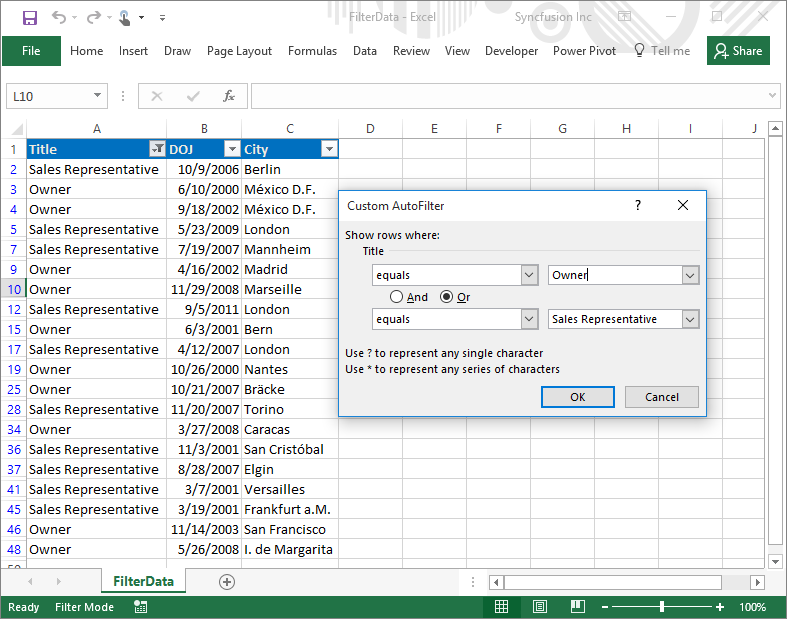 FilterData - Excel
Syncfusion Inc
File Home Insert Draw Page Layout Formulas Data Review View Developer Power Pivot Tell me Share
L10 fx
A B C D E F G H I J
1 Title DOJ City
2 Sales Representative 10/9/2006 Berlin
3 Owner 6/10/2000 México D.F.
4 Owner 9/18/2002 México D.F.
5 Sales Representative 5/23/2009 London
7 Sales Representative 7/19/2007 Mannheim
9 Owner 4/16/2002 Madrid
10 Owner 11/29/2008 Marseille
12 Sales Representative 9/5/2011 London
15 Owner 6/3/2001 Bern
17 Sales Representative 4/12/2007 London
19 Owner 10/26/2000 Nantes
25 Owner 10/21/2007 Bräcke
28 Sales Representative 11/20/2007 Torino
34 Owner 3/27/2008 Caracas
36 Sales Representative 11/3/2001 San Cristóbal
37 Sales Representative 8/28/2007 Elgin
41 Sales Representative 3/7/2001 Versailles
45 Sales Representative 3/19/2001 Frankfurt a.M.
46 Owner 11/14/2003 San Francisco
48 Owner 5/26/2008 I. de Margarita
Custom AutoFilter ?
Show rows where:
Title
equals Owner
And Or
equals Sales Representative
Use ? to represent any single character
Use * to represent any series of characters
OK Cancel
FilterData
Ready Filter Mode 100%